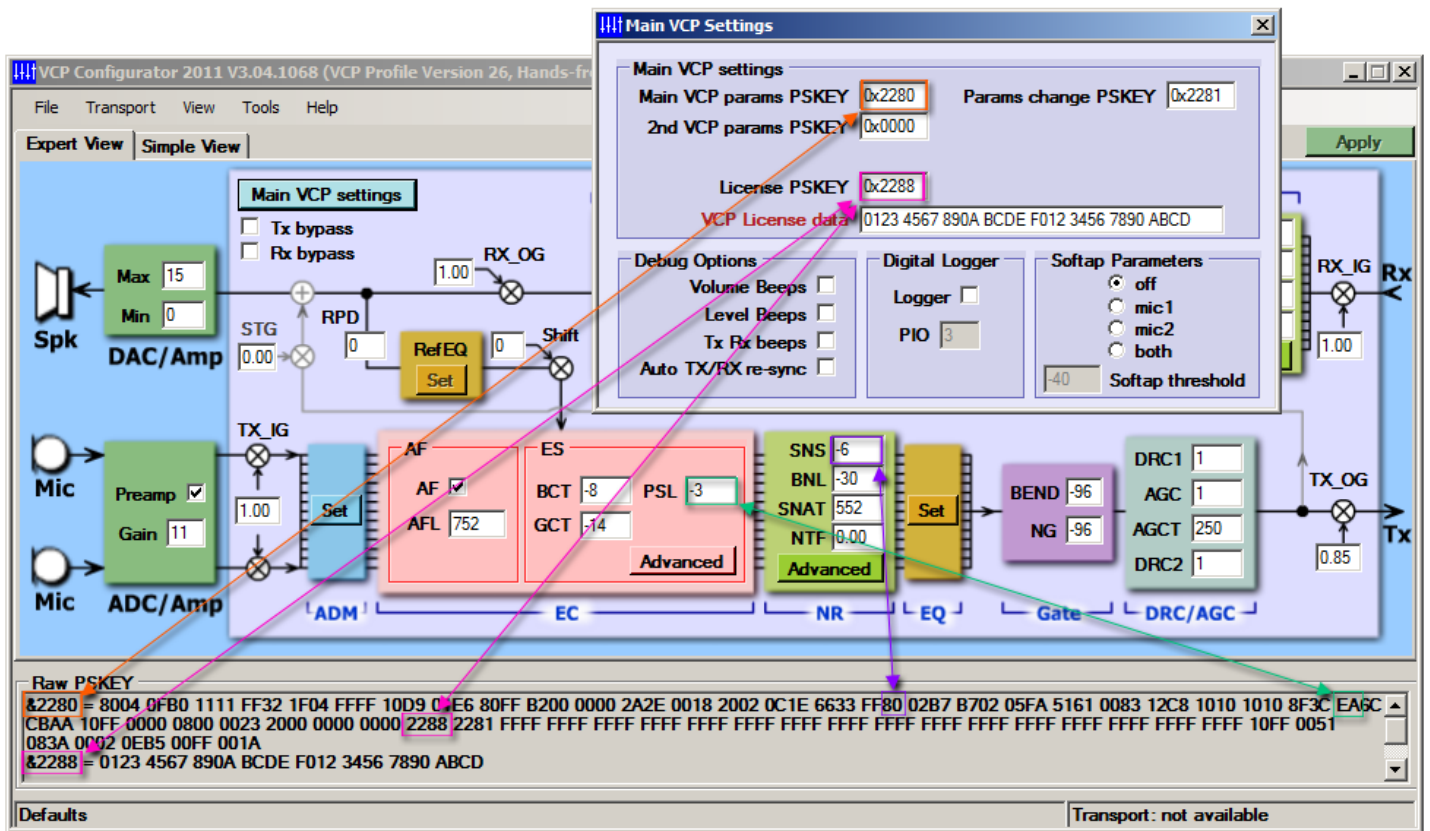 Main VCP Settings
Main VCP settings
Main VCP params PSKEY 0x2280 Params change PSKEY 0x2281
2nd VCP params PSKEY 0x0000
License PSKEY 0x2288
VCP License data 0123 4567 890A BCDE F012 3456 7890 ABCD
Debug Options
Volume Beeps
Level Beeps
Tx Rx beeps
Auto TX/RX re-sync
Digital Logger
Logger
PIO 3
Softap Parameters
off
mic1
mic2
both
-40 Softap threshold
VCP Configurator 2011 V3.04.1068 (VCP Profile Version 26, Hands-fr
File Transport View Tools Help
Expert View Simple View
Apply
Main VCP settings
Tx bypass
Rx bypass
Max 15
Min 0
Spk
DAC/Amp
STG
0.00
RPD
0
1.00
RX_OG
RefEQ
Set
0
Shift
RX_IG
Rx
1.00
Mic
Mic
Preamp
Gain 11
ADC/Amp
TX_IG
1.00
Set
ADM
AF
AF
AFL 752
ES
BCT -8 PSL -3
GCT -14
Advanced
EC
SNS -6
BNL -30
SNAT 552
NTF 0.00
Advanced
NR
Set
EQ
BEND -96
NG -96
Gate
DRC1 1
AGC 1
AGCT 250
DRC2 1
DRC/AGC
TX_OG
Tx
0.85
Raw PSKEY
&2280 = 8004 0FB0 1111 FF32 1F04 FFFF 10D9 E6 80FF B200 0000 2A2E 0018 2002 0C1E 6633 FF80 02B7 B702 05FA 5161 0083 12C8 1010 1010 8F3C EA6C
CBAA 10FF 0000 0800 0023 2000 0000 0000 2288 2281 FFFF FFFF FFFF FFFF FFFF FFFF FFFF FFFF FFFF FFFF FFFF FFFF FFFF FFFF FFFF FFFF 10FF 0051
083A 0002 0EB5 00FF 001A
&2288 = 0123 4567 890A BCDE F012 3456 7890 ABCD
Defaults
Transport: not available